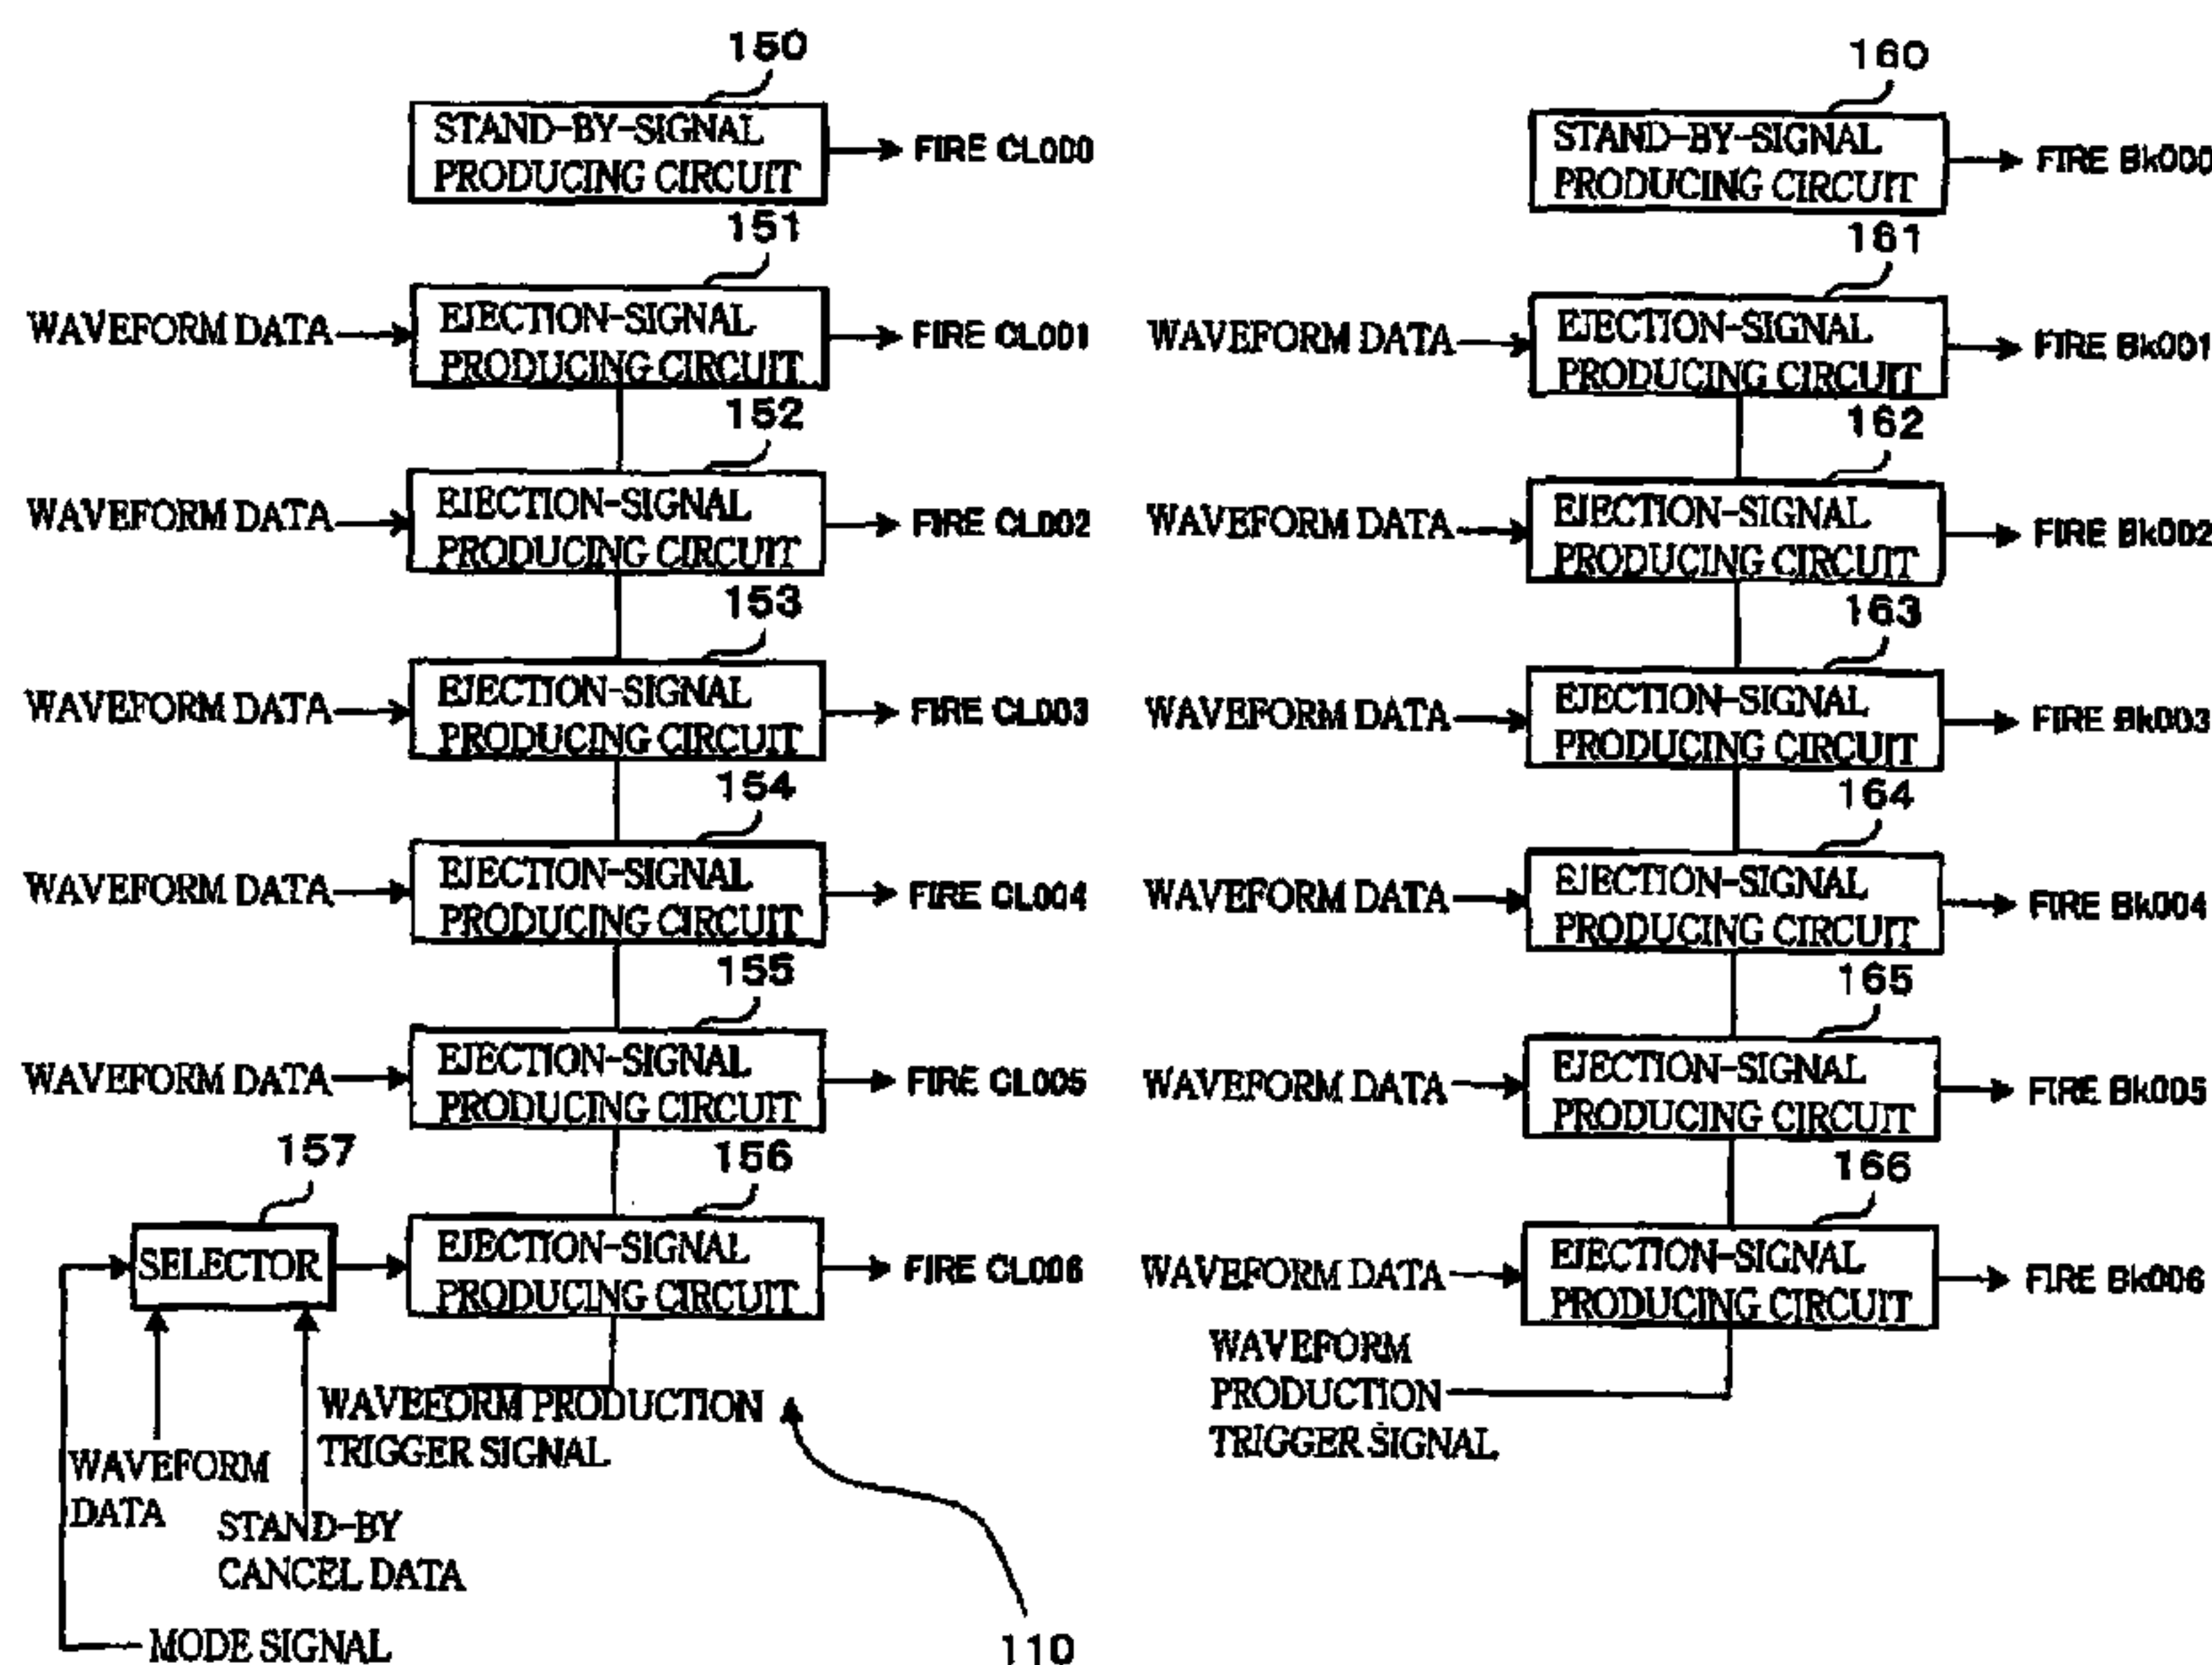 150
STAND-BY-SIGNAL
PRODUCING CIRCUIT
FIRE CL000
151
WAVEFORM DATA
EJECTION-SIGNAL
PRODUCING CIRCUIT
FIRE CL001
152
WAVEFORM DATA
EJECTION-SIGNAL
PRODUCING CIRCUIT
FIRE CL002
153
WAVEFORM DATA
EJECTION-SIGNAL
PRODUCING CIRCUIT
FIRE CL003
154
WAVEFORM DATA
EJECTION-SIGNAL
PRODUCING CIRCUIT
FIRE CL004
155
WAVEFORM DATA
EJECTION-SIGNAL
PRODUCING CIRCUIT
FIRE CL005
157
SELECTOR
156
EJECTION-SIGNAL
PRODUCING CIRCUIT
FIRE CL006
WAVEFORM PRODUCTION
TRIGGER SIGNAL
WAVEFORM
DATA
STAND-BY
CANCEL DATA
MODE SIGNAL
110
160
STAND-BY-SIGNAL
PRODUCING CIRCUIT
FIRE Bk000
161
WAVEFORM DATA
EJECTION-SIGNAL
PRODUCING CIRCUIT
FIRE Bk001
162
WAVEFORM DATA
EJECTION-SIGNAL
PRODUCING CIRCUIT
FIRE Bk002
163
WAVEFORM DATA
EJECTION-SIGNAL
PRODUCING CIRCUIT
FIRE Bk003
164
WAVEFORM DATA
EJECTION-SIGNAL
PRODUCING CIRCUIT
FIRE Bk004
165
WAVEFORM DATA
EJECTION-SIGNAL
PRODUCING CIRCUIT
FIRE Bk005
166
WAVEFORM DATA
EJECTION-SIGNAL
PRODUCING CIRCUIT
FIRE Bk006
WAVEFORM
PRODUCTION
TRIGGER SIGNAL